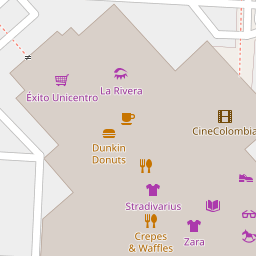 La Rivera
Éxito Unicentro
CineColombia
Dunkin
Donuts
Stradivarius
Crepes
& Waffles
Zara